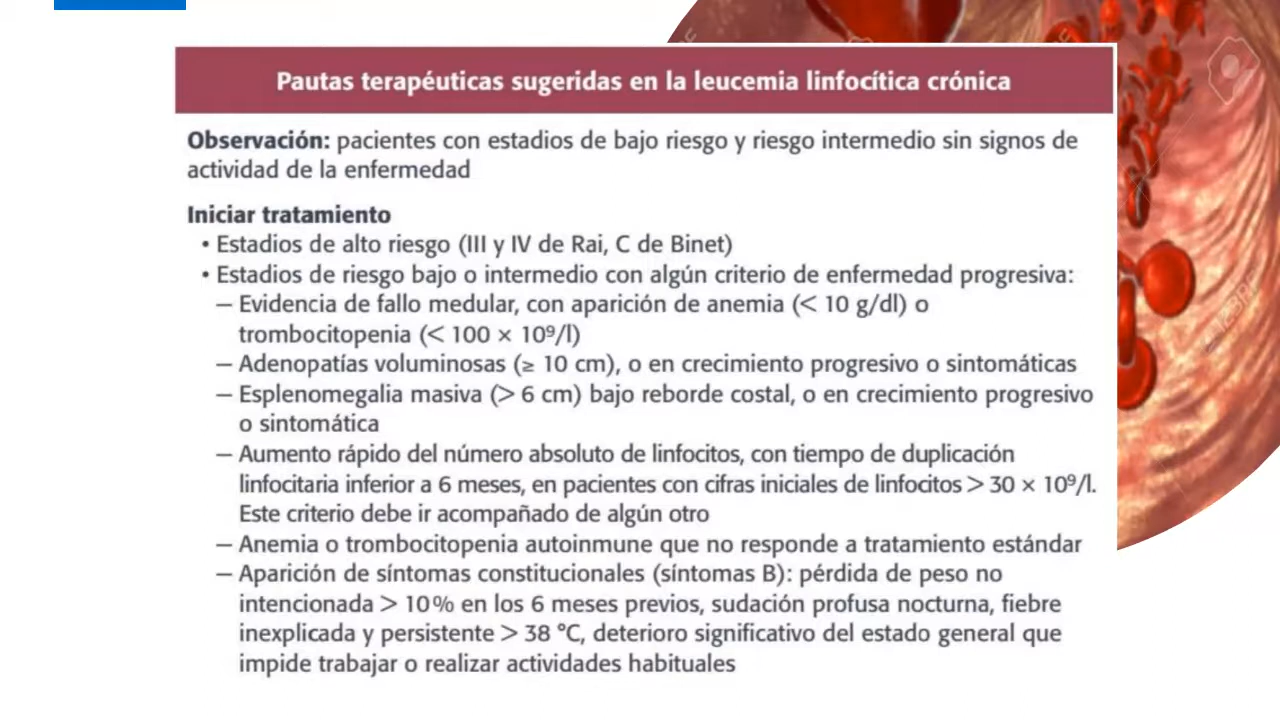 Pautas terapéuticas sugeridas en la leucemia linfocítica crónica
Observación: pacientes con estadios de bajo riesgo y riesgo intermedio sin signos de
actividad de la enfermedad
Iniciar tratamiento
• Estadios de alto riesgo (III y IV de Rai, C de Binet)
• Estadios de riesgo bajo o intermedio con algún criterio de enfermedad progresiva:
— Evidencia de fallo medular, con aparición de anemia (< 10 g/dl) o
trombocitopenia (< 100 × 10⁹/l)
— Adenopatías voluminosas (≥ 10 cm), o en crecimiento progresivo o sintomáticas
— Esplenomegalia masiva (> 6 cm) bajo reborde costal, o en crecimiento progresivo
o sintomática
— Aumento rápido del número absoluto de linfocitos, con tiempo de duplicación
linfocitaria inferior a 6 meses, en pacientes con cifras iniciales de linfocitos > 30 × 10⁹/l.
Este criterio debe ir acompañado de algún otro
— Anemia o trombocitopenia autoinmune que no responde a tratamiento estándar
— Aparición de síntomas constitucionales (síntomas B): pérdida de peso no
intencionada > 10% en los 6 meses previos, sudación profusa nocturna, fiebre
inexplicada y persistente > 38 °C, deterioro significativo del estado general que
impide trabajar o realizar actividades habituales